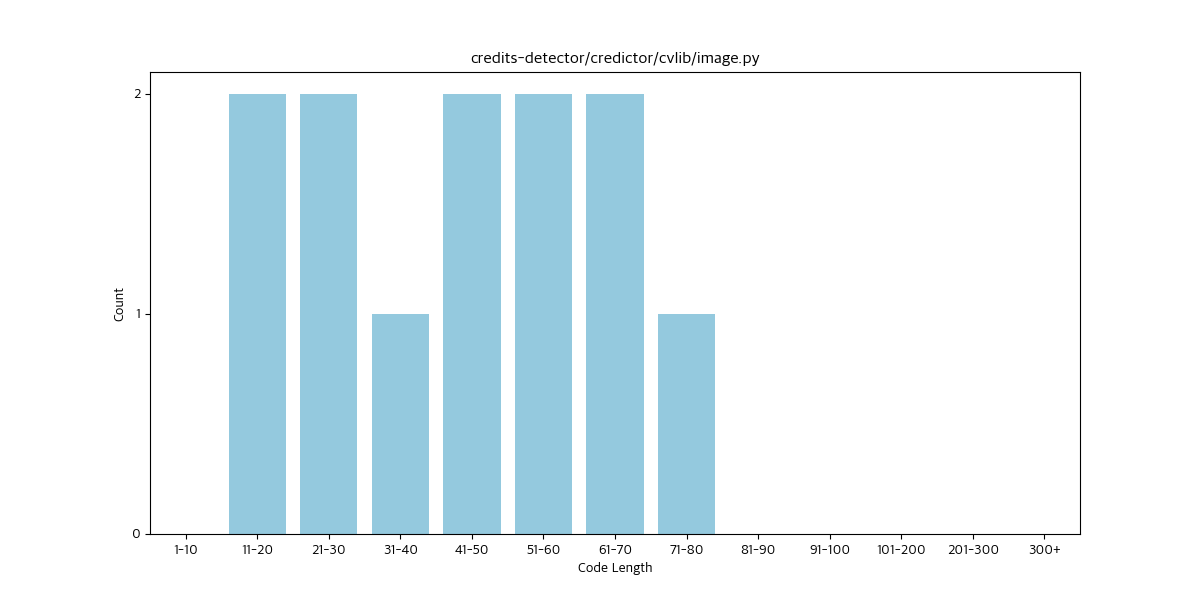 credits-detector/credictor/cvlib/image.py
2
1
0
Count
1-10 11-20 21-30 31-40 41-50 51-60 61-70 71-80 81-90 91-100 101-200 201-300 300+
Code Length